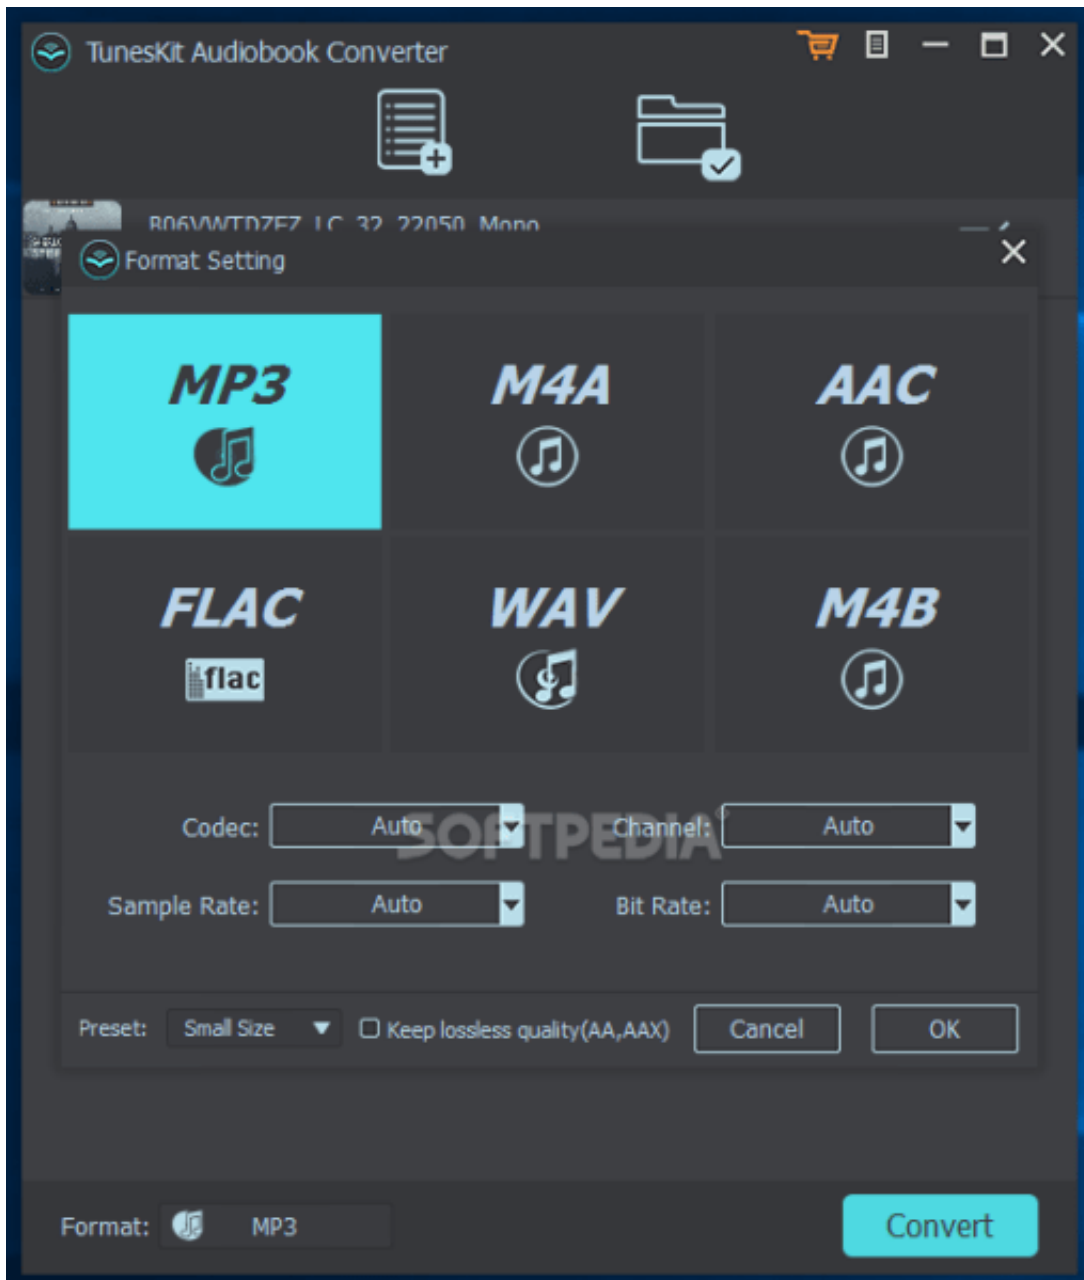 TunesKit Audiobook Converter
B06VWTDZFZ_LC_32_22050_Mono
Format Setting
MP3
M4A
AAC
FLAC
WAV
M4B
flac
Codec: Auto
Channel: Auto
SOFTPEDIA
Sample Rate: Auto
Bit Rate: Auto
Preset: Small Size
Keep lossless quality(AA,AAX)
Cancel
OK
Format: MP3
Convert